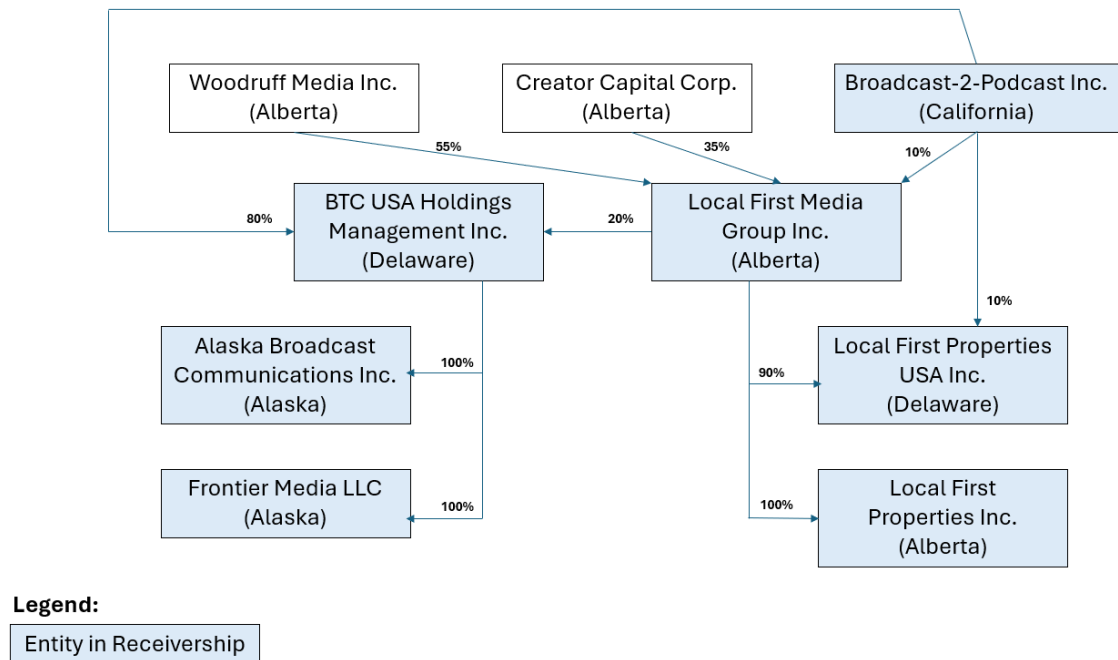 Woodruff Media Inc.
(Alberta)
Creator Capital Corp.
(Alberta)
Broadcast-2-Podcast Inc.
(California)
55%
35%
10%
BTC USA Holdings
Management Inc.
(Delaware)
Local First Media
Group Inc.
(Alberta)
80%
20%
10%
Alaska Broadcast
Communications Inc.
(Alaska)
100%
Local First Properties
USA Inc.
(Delaware)
90%
Frontier Media LLC
(Alaska)
100%
Local First
Properties Inc.
(Alberta)
100%
Legend:
Entity in Receivership